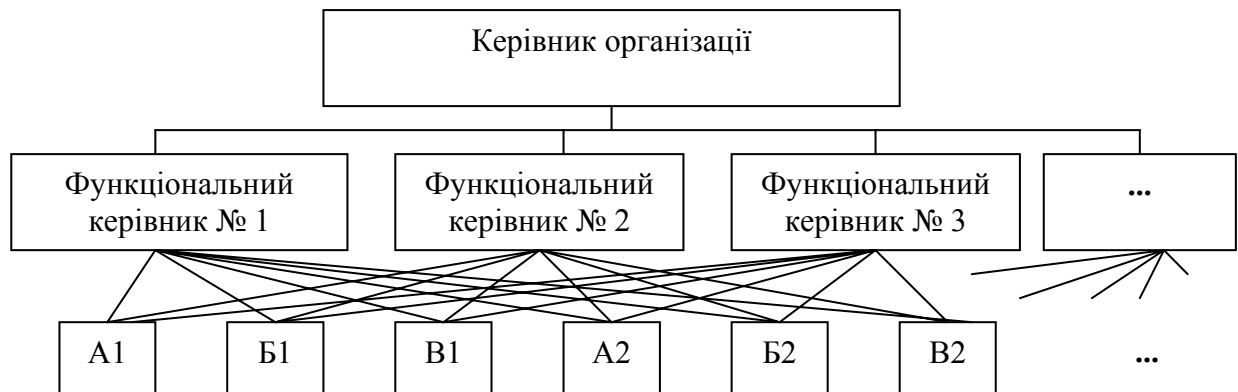 Керівник організації
Функціональний
керівник № 1
Функціональний
керівник № 2
Функціональний
керівник № 3
...
А1
Б1
В1
А2
Б2
В2
...